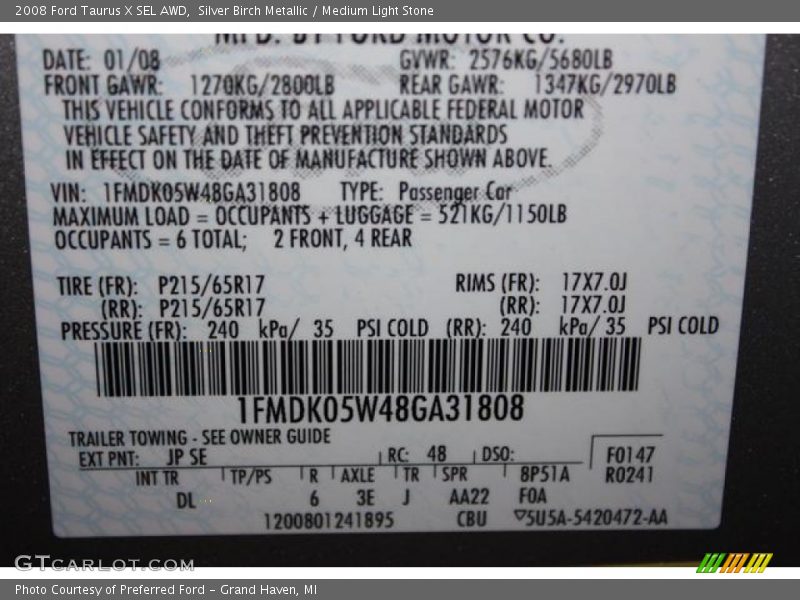 2008 Ford Taurus X SEL AWD,  Silver Birch Metallic / Medium Light Stone
MFD. BY FORD MOTOR CO.
DATE: 01/08 GVWR: 2576KG/5680LB
FRONT GAWR: 1270KG/2800LB REAR GAWR: 1347KG/2970LB
THIS VEHICLE CONFORMS TO ALL APPLICABLE FEDERAL MOTOR
VEHICLE SAFETY AND THEFT PREVENTION STANDARDS
IN EFFECT ON THE DATE OF MANUFACTURE SHOWN ABOVE.
VIN: 1FMDK05W48GA31808 TYPE: Passenger Car
MAXIMUM LOAD = OCCUPANTS + LUGGAGE = 521KG/1150LB
OCCUPANTS = 6 TOTAL; 2 FRONT, 4 REAR
TIRE (FR): P215/65R17 RIMS (FR): 17X7.0J
(RR): P215/65R17 (RR): 17X7.0J
PRESSURE (FR): 240 kPa/ 35 PSI COLD (RR): 240 kPa/ 35 PSI COLD
1FMDK05W48GA31808
TRAILER TOWING - SEE OWNER GUIDE
EXT PNT: JP SE RC: 48 DSO: F0147
INT TR TP/PS R AXLE TR SPR 8P51A R0241
DL 6 3E J AA22 F0A
1200801241895 CBU ▽5U5A-5420472-AA
GTCARLOT.COM
Photo Courtesy of Preferred Ford – Grand Haven, MI